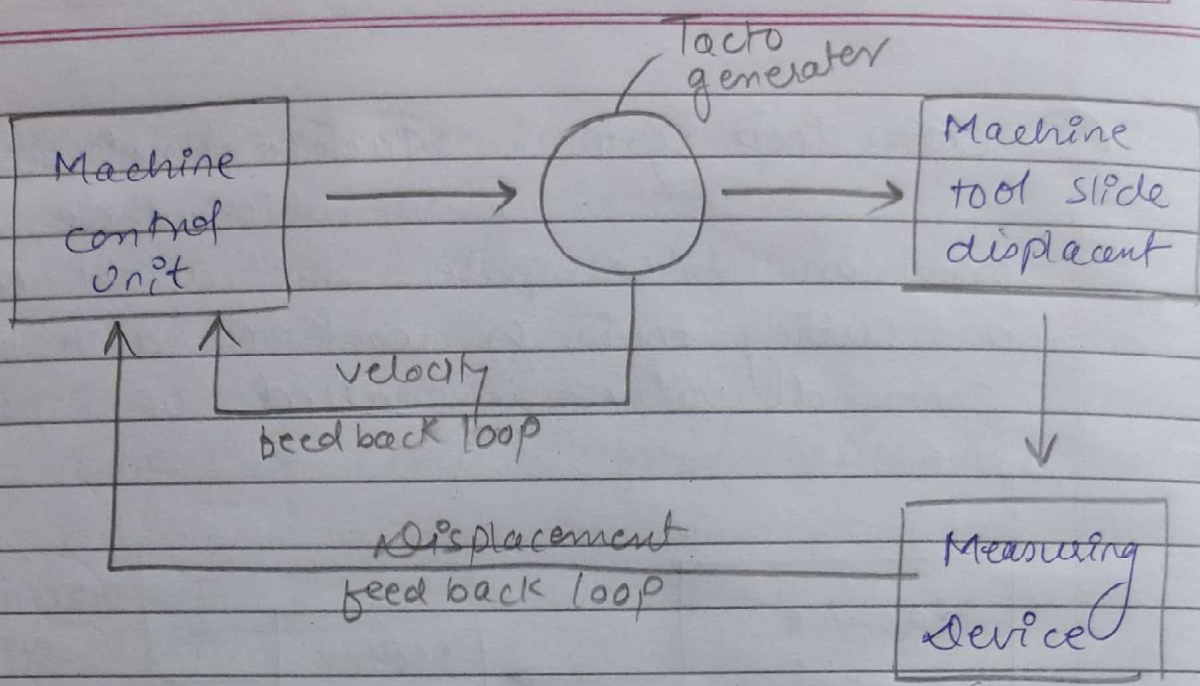 Tacto
generater
Machine
control
unit
Machine
tool slide
displacent
velocity
feed back loop
Displacement
feed back loop
Measuring
Device